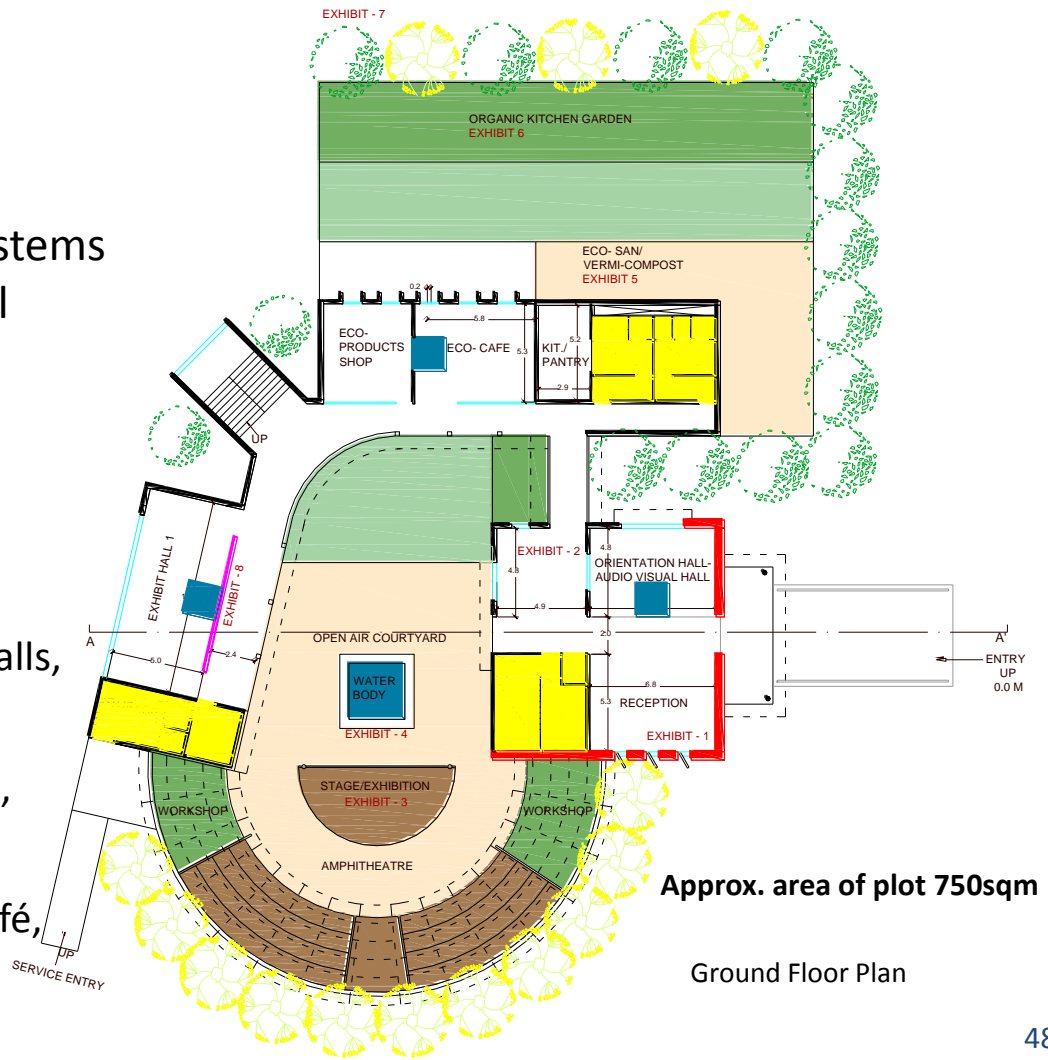 EXHIBIT - 7
ORGANIC KITCHEN GARDEN
EXHIBIT 6
stems
l
ECO- SAN/
VERMI-COMPOST
EXHIBIT 5
0.2
5.8
ECO-
PRODUCTS
SHOP
ECO- CAFE
5.3
KIT./
PANTRY
5.2
2.9
UP
EXHIBIT HALL 1
EXHIBIT - 8
EXHIBIT - 2
4.8
4.8
ORIENTATION HALL-
AUDIO VISUAL HALL
4.9
A
OPEN AIR COURTYARD
2.0
A'
alls,
5.0
2.4
ENTRY
UP
0.0 M
WATER
BODY
6.8
5.3
RECEPTION
EXHIBIT - 4
EXHIBIT - 1
STAGE/EXHIBITION
EXHIBIT - 3
,
WORKSHOP
WORKSHOP
AMPHITHEATRE
Approx. area of plot 750sqm
fé,
UP
SERVICE ENTRY
Ground Floor Plan
48